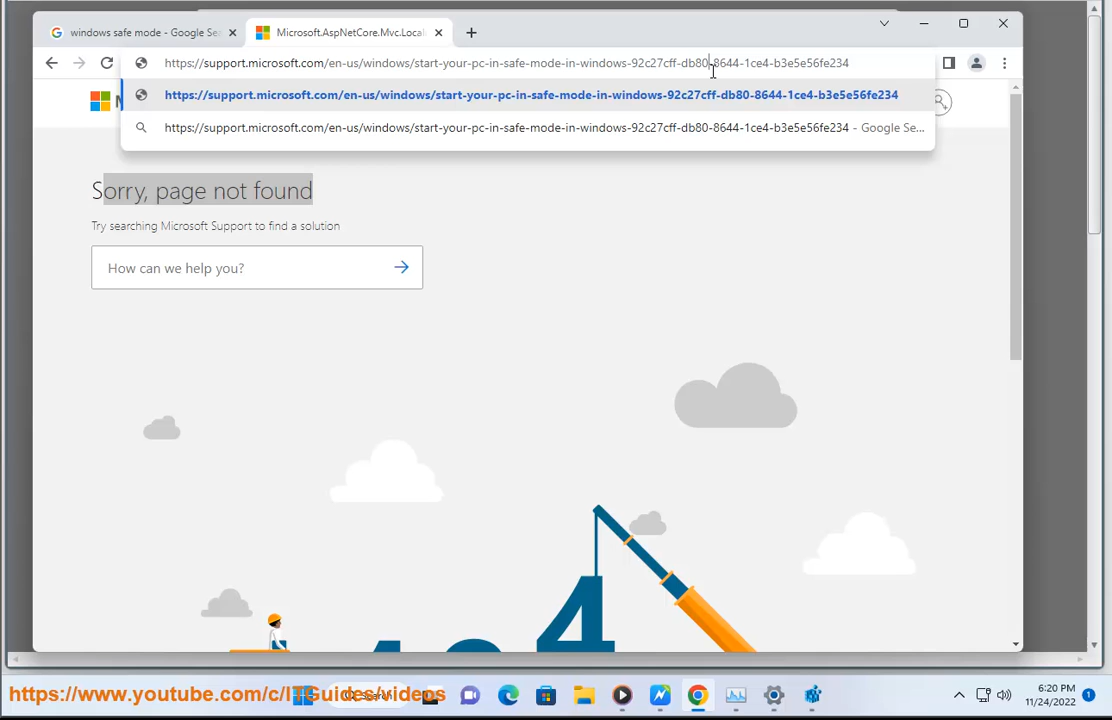 windows safe mode - Google Sea
Microsoft.AspNetCore.Mvc.Local
https://support.microsoft.com/en-us/windows/start-your-pc-in-safe-mode-in-windows-92c27cff-db80-8644-1ce4-b3e5e56fe234
https://support.microsoft.com/en-us/windows/start-your-pc-in-safe-mode-in-windows-92c27cff-db80-8644-1ce4-b3e5e56fe234
https://support.microsoft.com/en-us/windows/start-your-pc-in-safe-mode-in-windows-92c27cff-db80-8644-1ce4-b3e5e56fe234 - Google Se...
Sorry, page not found
Try searching Microsoft Support to find a solution
How can we help you?
4
https://www.youtube.com/c/ITGuides/videos
6:20 PM
11/24/2022
1